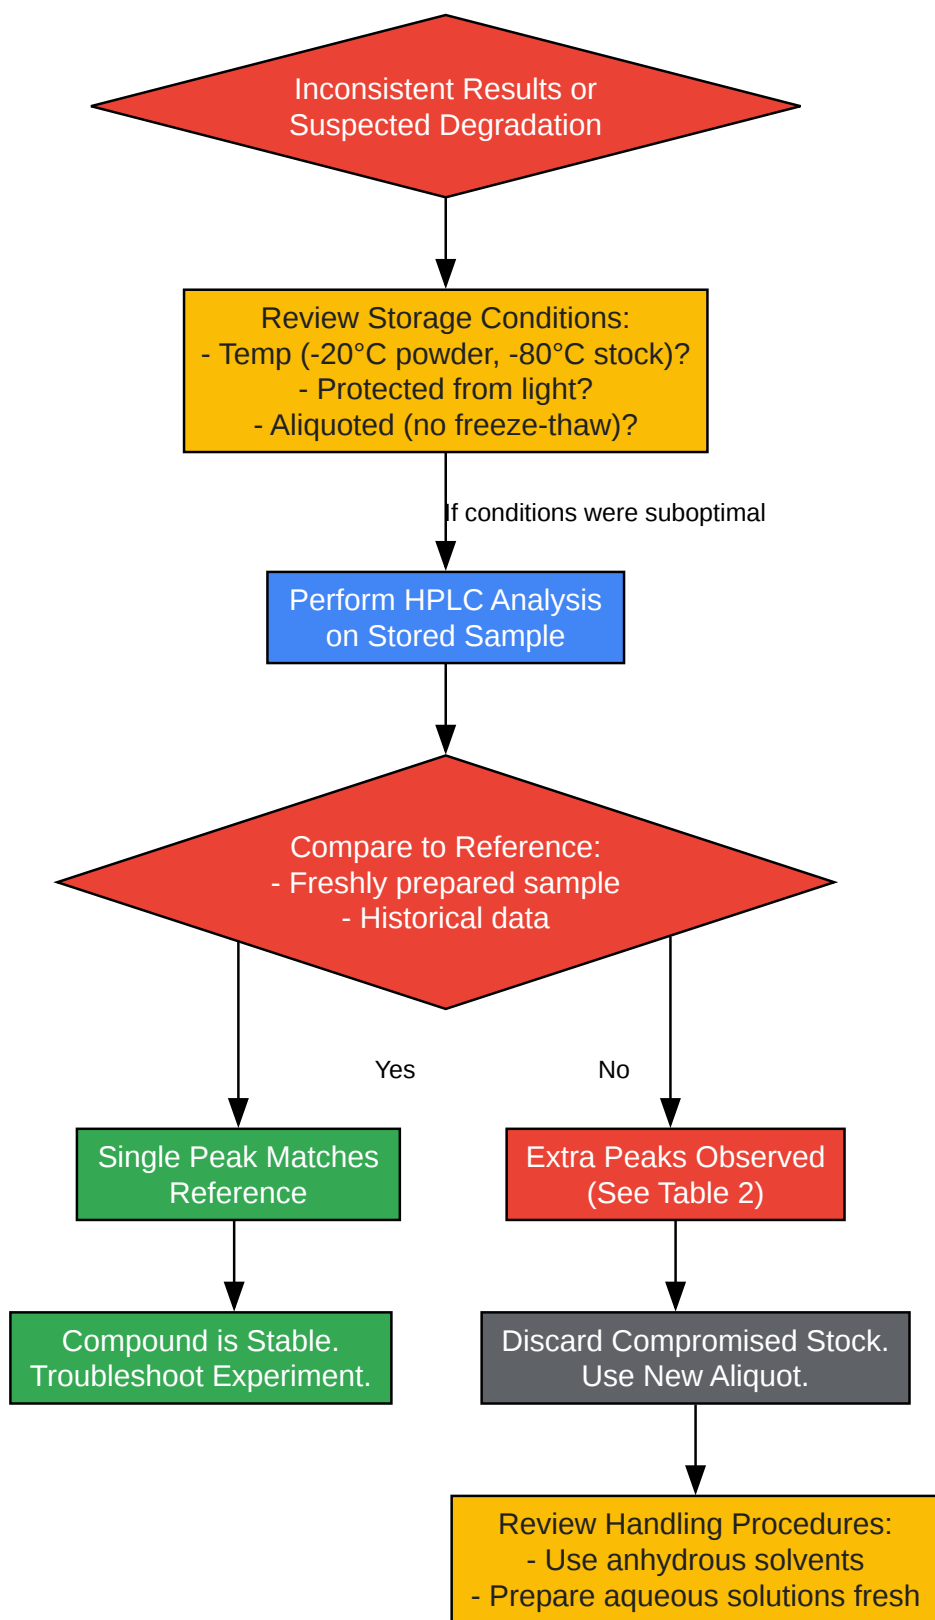 Inconsistent Results or
Suspected Degradation
Review Storage Conditions:
- Temp (-20°C powder, -80°C stock)?
- Protected from light?
- Aliquoted (no freeze-thaw)?
If conditions were suboptimal
Perform HPLC Analysis
on Stored Sample
Compare to Reference:
- Freshly prepared sample
- Historical data
Yes
No
Single Peak Matches
Reference
Extra Peaks Observed
(See Table 2)
Compound is Stable.
Troubleshoot Experiment.
Discard Compromised Stock.
Use New Aliquot.
Review Handling Procedures:
- Use anhydrous solvents
- Prepare aqueous solutions fresh